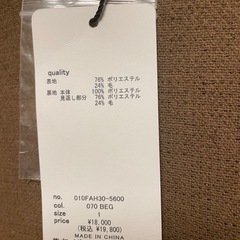 quality
表地 76% ポリエステル
24% 毛
裏地 本体 100% ポリエステル
見返し部分 76% ポリエステル
24% 毛
no. 010FAH30-5600
col. 070 BEG
size 1
price ¥18,000
(税込 ¥19,800)
MADE IN CHINA